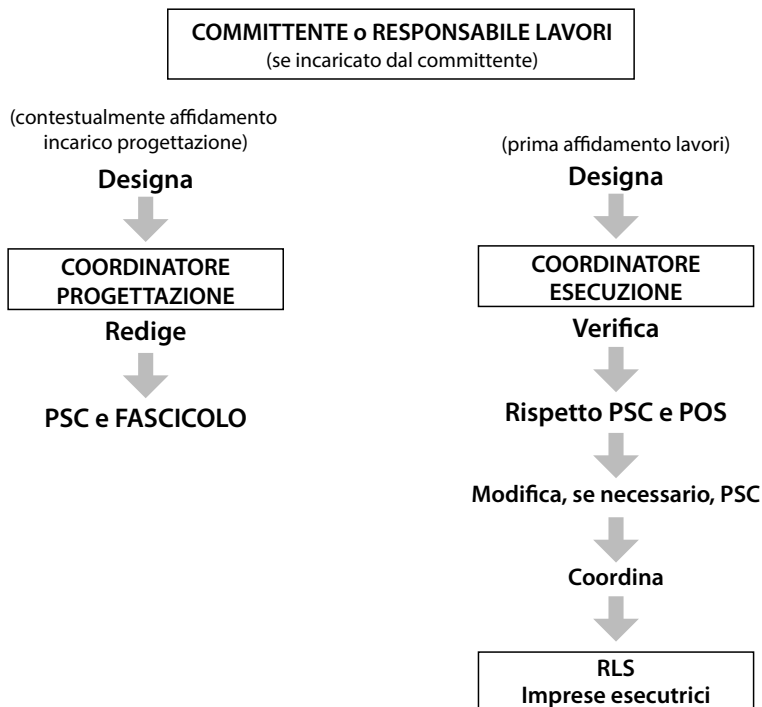 COMMITTENTE o RESPONSABILE LAVORI
(se incaricato dal committente)
(contestualmente affidamento
incarico progettazione)
Designa
COORDINATORE
PROGETTAZIONE
Redige
PSC e FASCICOLO
(prima affidamento lavori)
Designa
COORDINATORE
ESECUZIONE
Verifica
Rispetto PSC e POS
Modifica, se necessario, PSC
Coordina
RLS
Imprese esecutrici